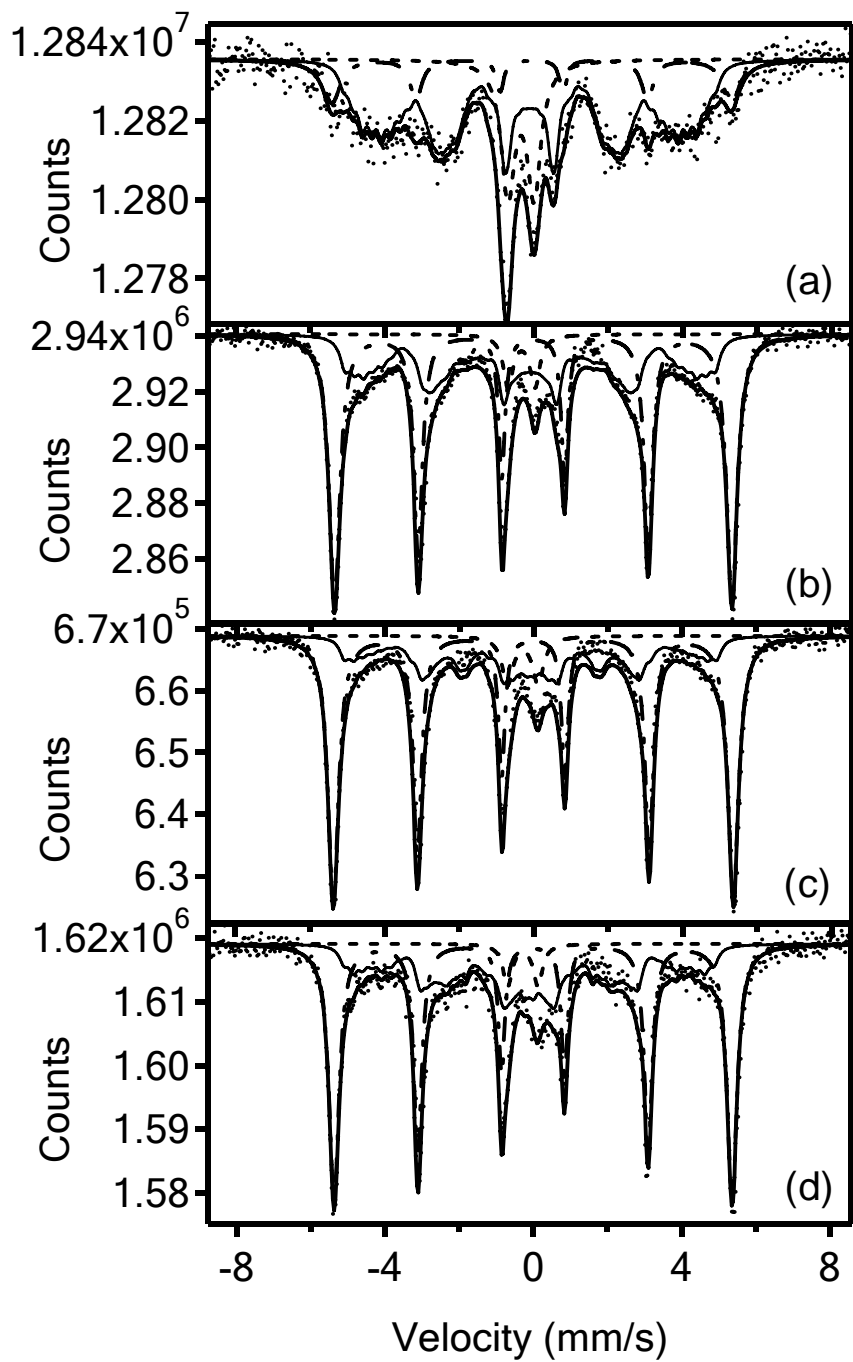 1.284x10^7
1.282
1.280
1.278
Counts
(a)
2.94x10^6
2.92
2.90
2.88
2.86
Counts
(b)
6.7x10^5
6.6
6.5
6.4
6.3
Counts
(c)
1.62x10^6
1.61
1.60
1.59
1.58
Counts
(d)
-8 -4 0 4 8
Velocity (mm/s)